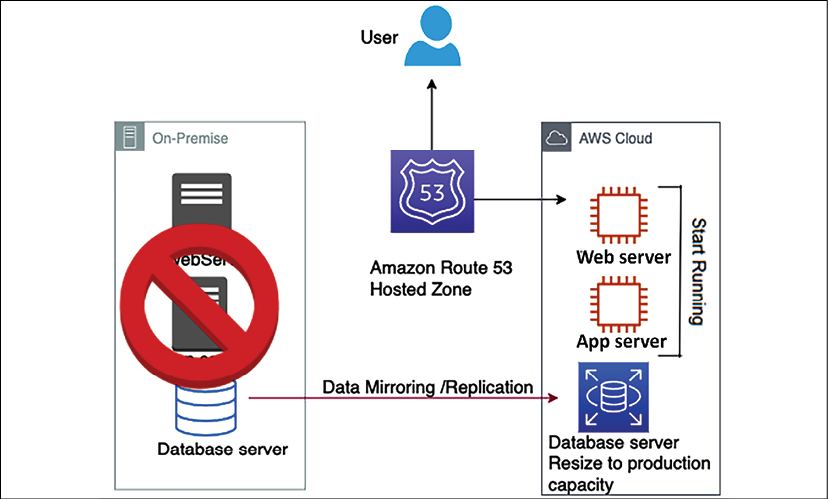 User
On-Premise
AWS Cloud
53
Web server
Start Running
Amazon Route 53
Hosted Zone
App server
Data Mirroring /Replication
Database server
Database server
Resize to production
capacity